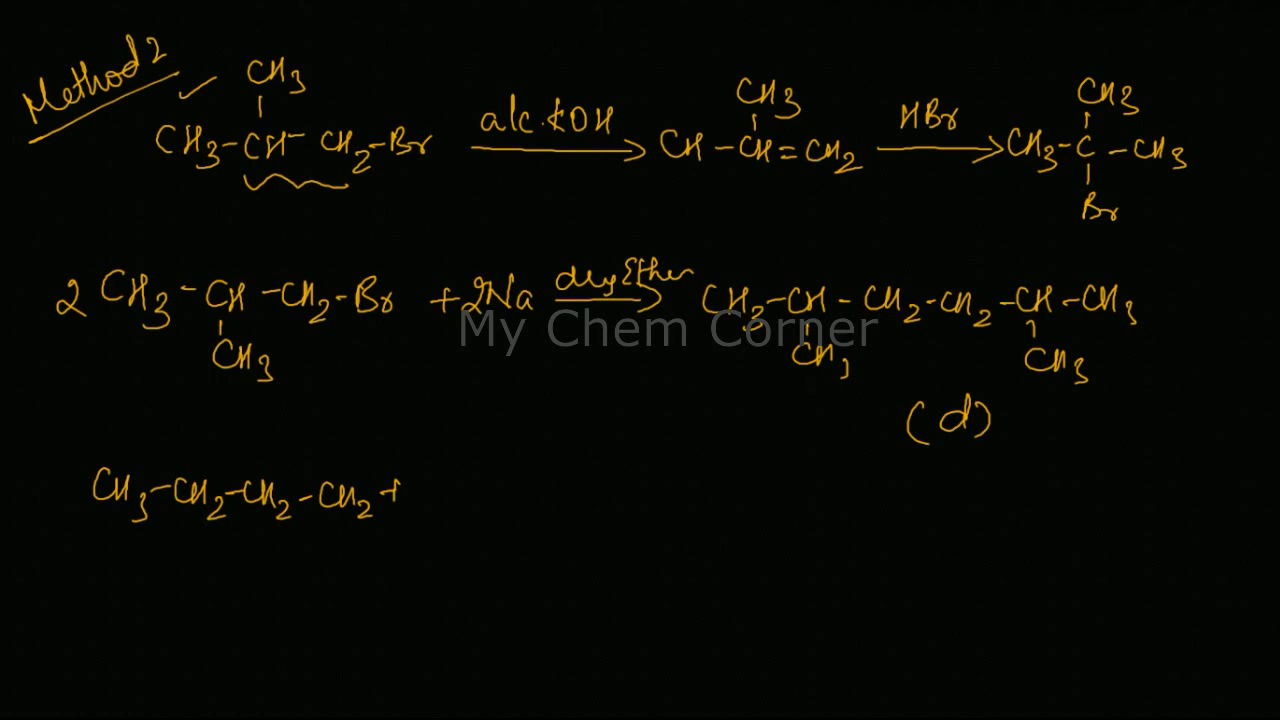 Method 2
CH3 CH3 CH3
CH3-CH-CH2-Br alc.KOH CH-CH=CH2 HBr CH3-C-CH3
Br
2 CH3-CH-CH2-Br +2Na dry Ether CH3-CH-CH2-CH2-CH-CH3
My Chem Corner
CH3 CH3 CH3
(d)
CH3-CH2-CH2-CH2+